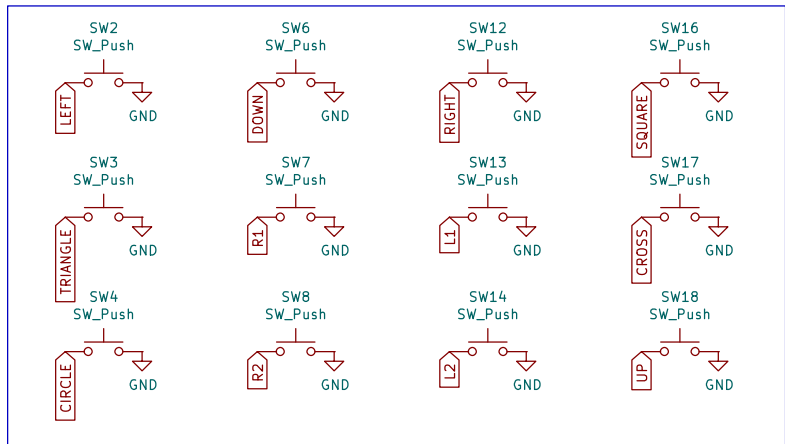 SW2
SW_Push
LEFT
GND
SW6
SW_Push
DOWN
GND
SW12
SW_Push
RIGHT
GND
SW16
SW_Push
SQUARE
GND
SW3
SW_Push
TRIANGLE
GND
SW7
SW_Push
R1
GND
SW13
SW_Push
L1
GND
SW17
SW_Push
CROSS
GND
SW4
SW_Push
CIRCLE
GND
SW8
SW_Push
R2
GND
SW14
SW_Push
L2
GND
SW18
SW_Push
UP
GND